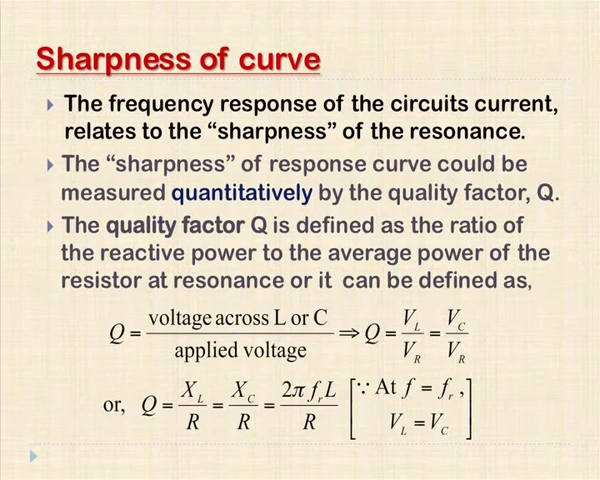 Sharpness of curve
The frequency response of the circuits current,
relates to the “sharpness” of the resonance.
The “sharpness” of response curve could be
measured quantitatively by the quality factor, Q.
The quality factor Q is defined as the ratio of
the reactive power to the average power of the
resistor at resonance or it can be defined as,
Q = voltage across L or C / applied voltage ⇒ Q = V_L / V_R = V_C / V_R
or, Q = X_L / R = X_C / R = 2π f_r L / R [∵ At f = f_r ,
V_L = V_C]